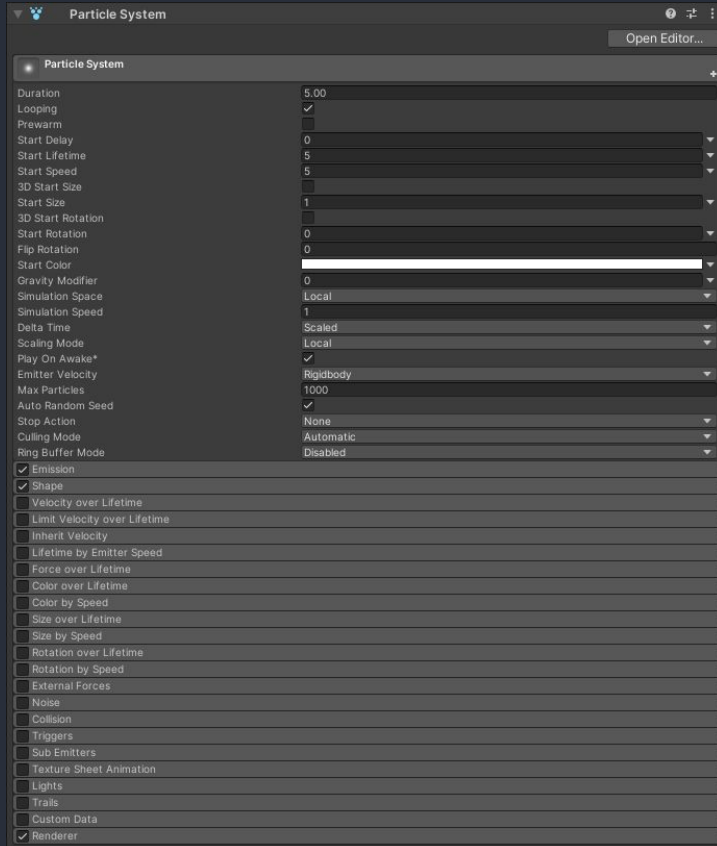 Particle System
Open Editor...
Particle System
Duration 5.00
Looping
Prewarm
Start Delay 0
Start Lifetime 5
Start Speed 5
3D Start Size
Start Size 1
3D Start Rotation
Start Rotation 0
Flip Rotation 0
Start Color
Gravity Modifier 0
Simulation Space Local
Simulation Speed 1
Delta Time Scaled
Scaling Mode Local
Play On Awake*
Emitter Velocity Rigidbody
Max Particles 1000
Auto Random Seed
Stop Action None
Culling Mode Automatic
Ring Buffer Mode Disabled
Emission
Shape
Velocity over Lifetime
Limit Velocity over Lifetime
Inherit Velocity
Lifetime by Emitter Speed
Force over Lifetime
Color over Lifetime
Color by Speed
Size over Lifetime
Size by Speed
Rotation over Lifetime
Rotation by Speed
External Forces
Noise
Collision
Triggers
Sub Emitters
Texture Sheet Animation
Lights
Trails
Custom Data
Renderer